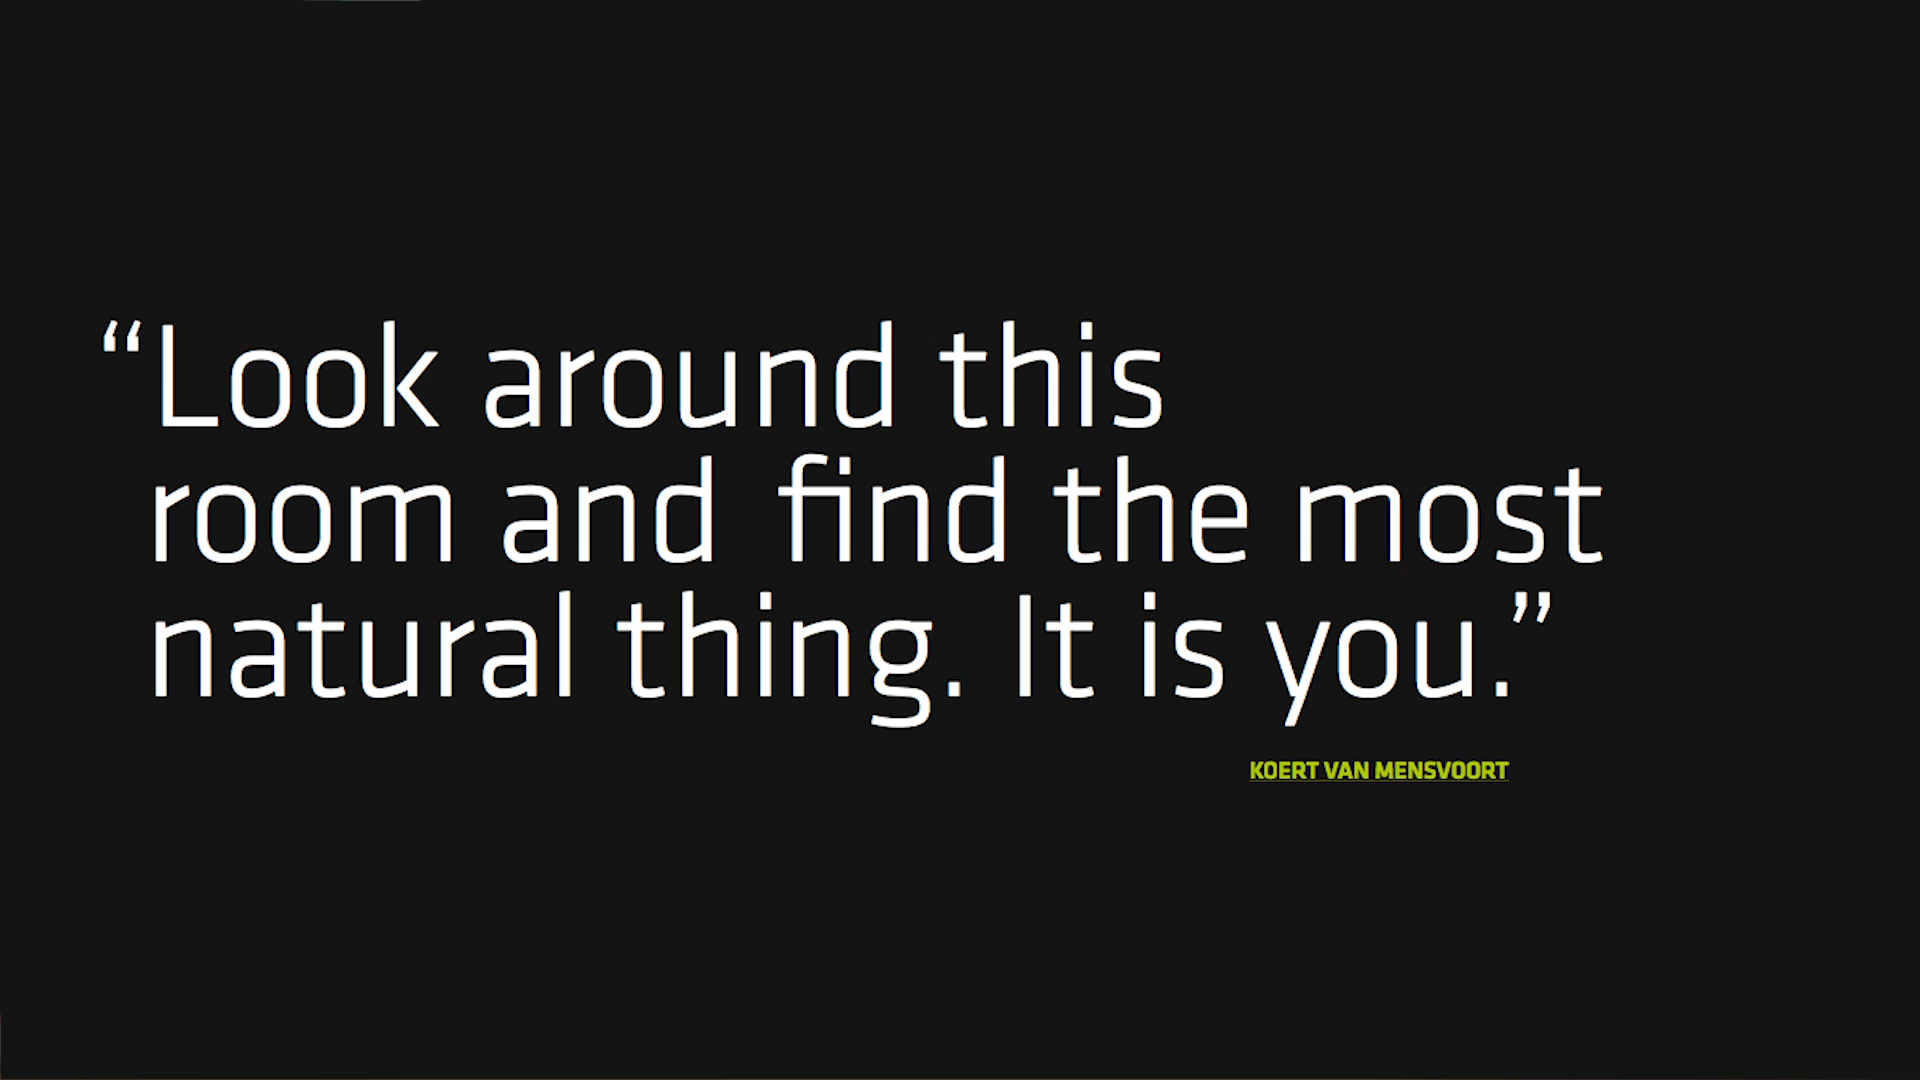 “Look around this
room and find the most
natural thing. It is you.”
KOERT VAN MENSVOORT